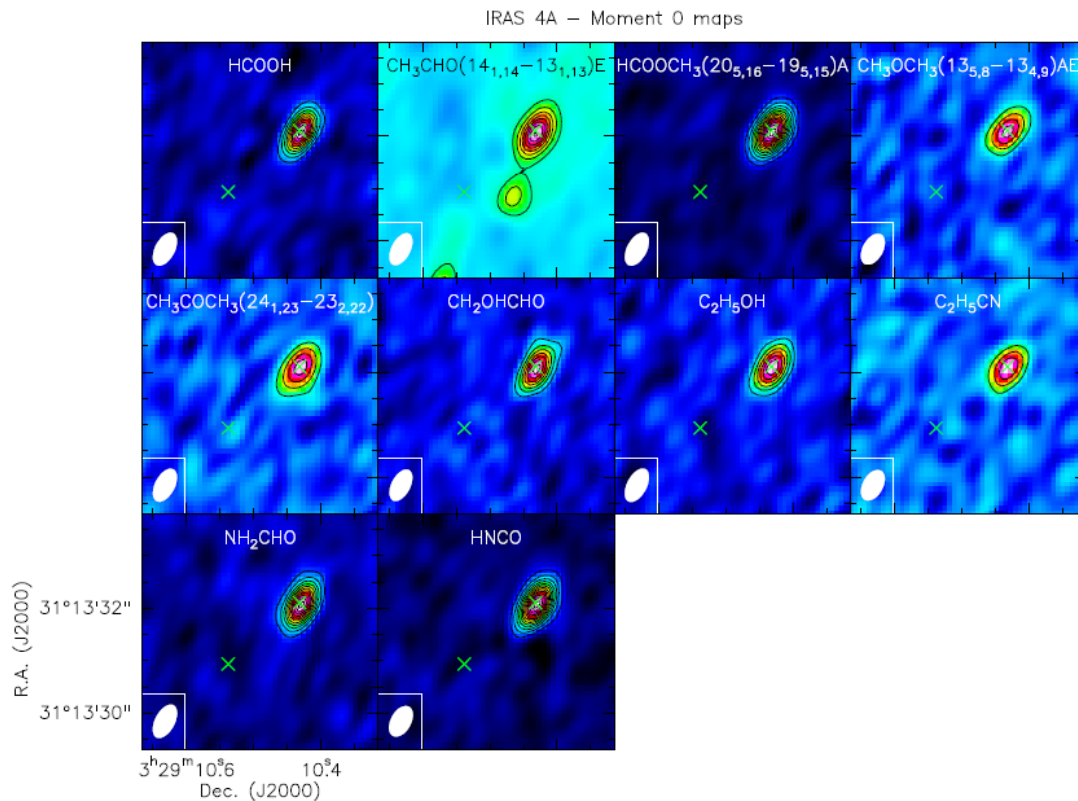 IRAS 4A – Moment 0 maps
HCOOH
CH₃CHO(14₁,₁₄−13₁,₁₃)E
HCOOCH₃(20₅,₁₆−19₅,₁₅)A
CH₃OCH₃(13₅,₈−13₄,₉)AE
CH₃COCH₃(24₁,₂₃−23₂,₂₂)
CH₂OHCHO
C₂H₅OH
C₂H₅CN
NH₂CHO
HNCO
R.A. (J2000)
31°13'32"
31°13'30"
3ʰ29ᵐ10ˢ.6
10ˢ.4
Dec. (J2000)